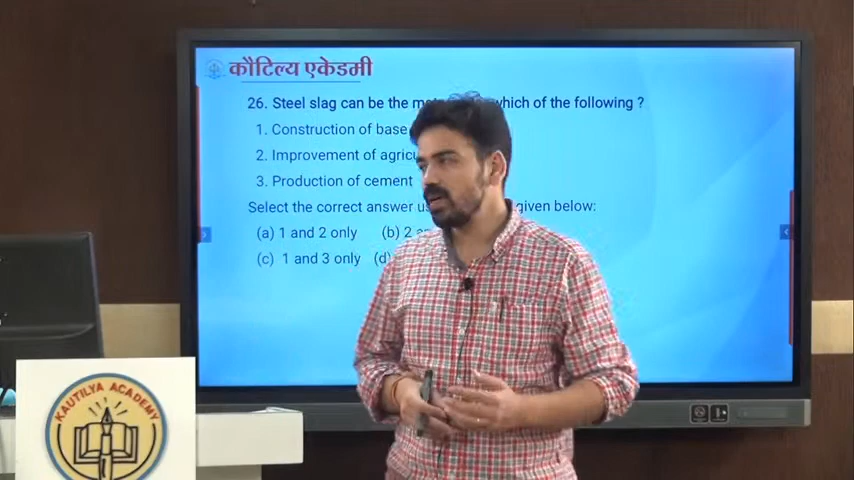 कौटिल्य एकेडमी
26. Steel slag can be the which of the following ?
1. Construction of base
2. Improvement of
3. Production of cement
Select the correct answer given below:
(a) 1 and 2 only (b) 2
(c) 1 and 3 only (d)
KAUTILYA ACADEMY